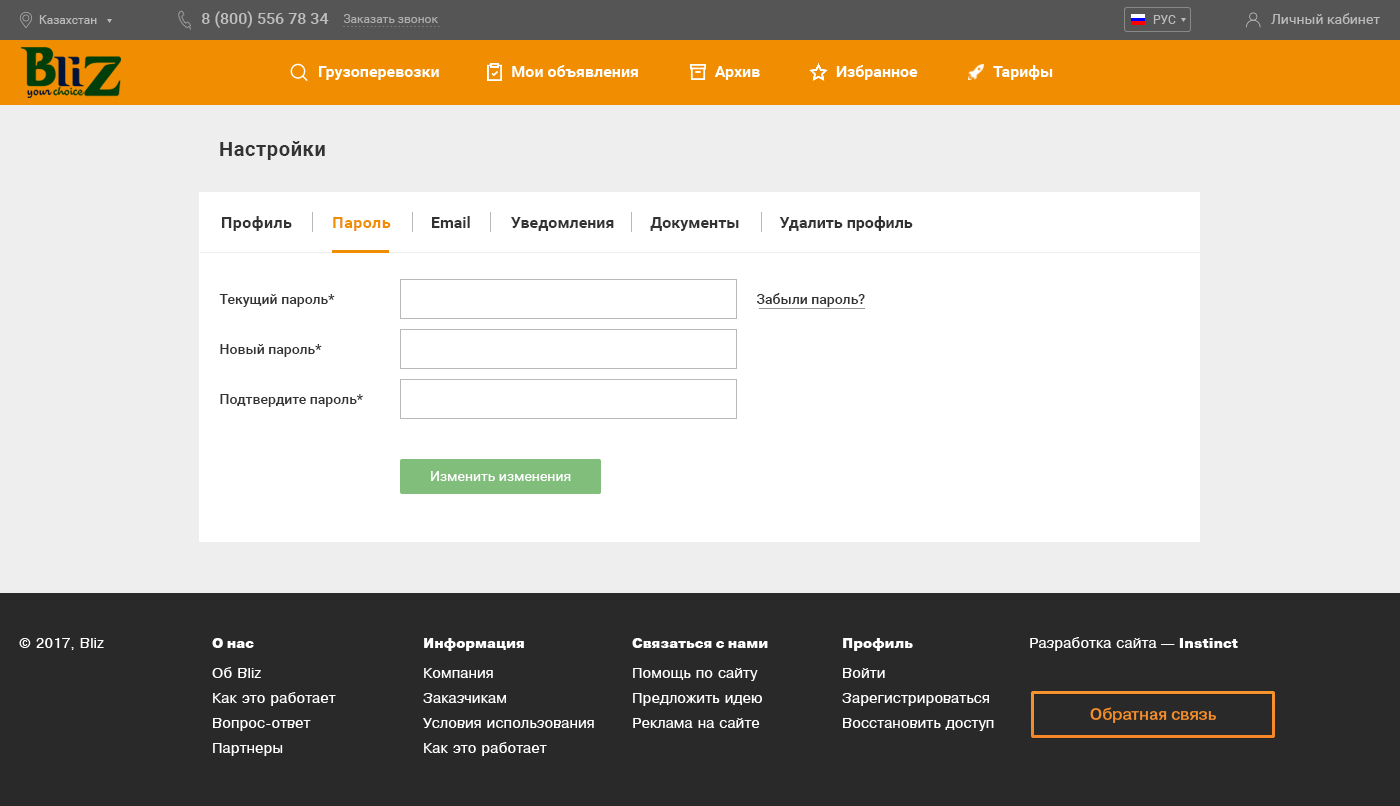 Казахстан
8 (800) 556 78 34
Заказать звонок
РУС
Личный кабинет
BLiZ
your choice
Грузоперевозки
Мои объявления
Архив
Избранное
Тарифы
Настройки
Профиль
Пароль
Email
Уведомления
Документы
Удалить профиль
Текущий пароль*
Забыли пароль?
Новый пароль*
Подтвердите пароль*
Изменить изменения
© 2017, Bliz
О нас
Об Bliz
Как это работает
Вопрос-ответ
Партнеры
Информация
Компания
Заказчикам
Условия использования
Как это работает
Связаться с нами
Помощь по сайту
Предложить идею
Реклама на сайте
Профиль
Войти
Зарегистрироваться
Восстановить доступ
Разработка сайта — Instinct
Обратная связь